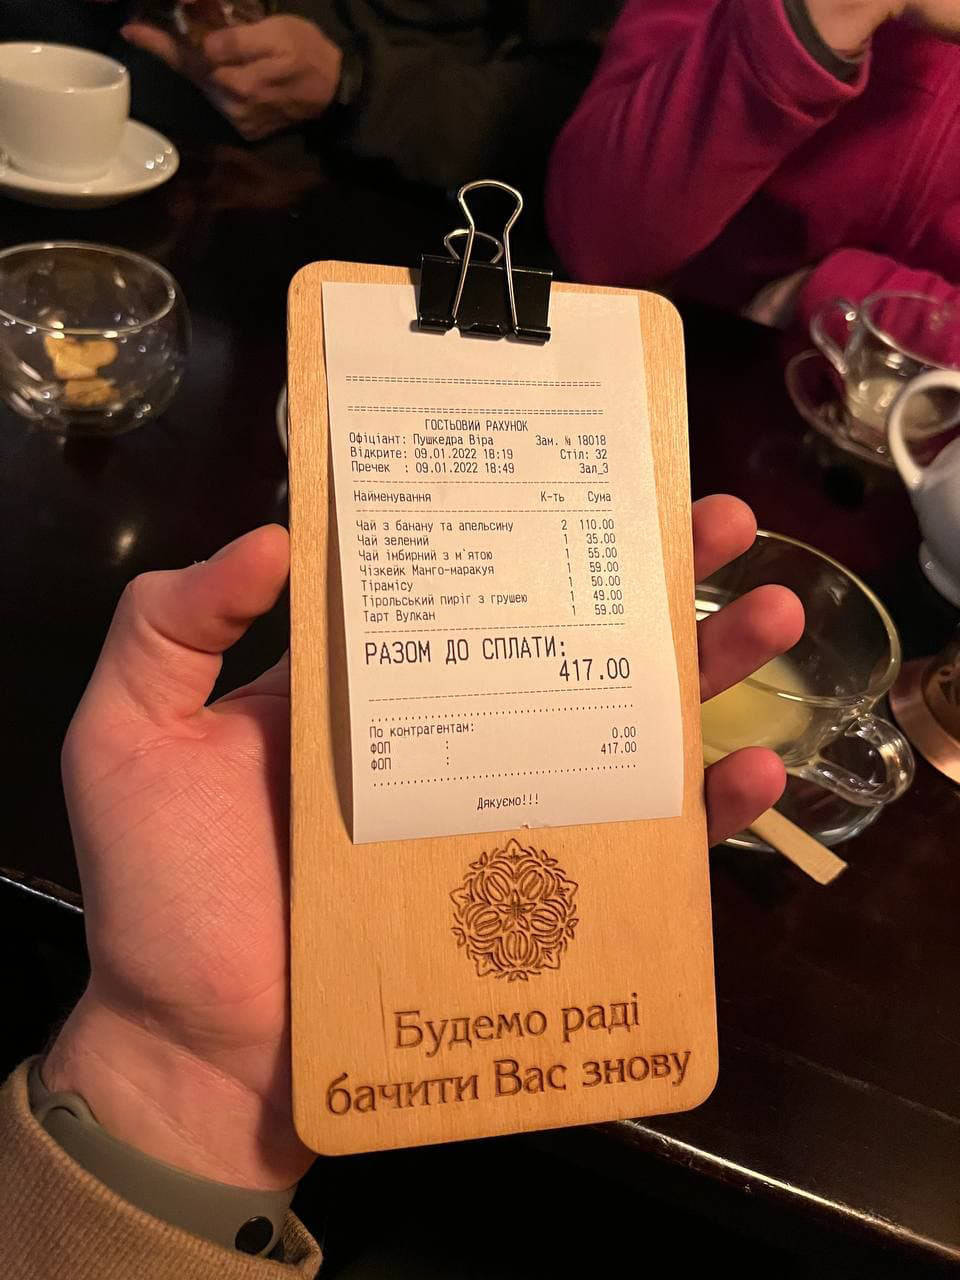 ========================================
========================================
ГОСТЬОВИЙ РАХУНОК
Офіціант: Пушкедра Віра Зам. № 18018
Відкрите: 09.01.2022 18:19 Стіл: 32
Пречек : 09.01.2022 18:49 Зал_3
Найменування К-ть Сума
Чай з банану та апельсину 2 110.00
Чай зелений 1 35.00
Чай імбирний з м`ятою 1 55.00
Чізкейк Манго-маракуя 1 59.00
Тірамісу 1 50.00
Тірольський пиріг з грушею 1 49.00
Тарт Вулкан 1 59.00
РАЗОМ ДО СПЛАТИ:
417.00
По контрагентам:
ФОП : 0.00
ФОП : 417.00
Дякуємо!!!
Будемо раді
бачити Вас знову